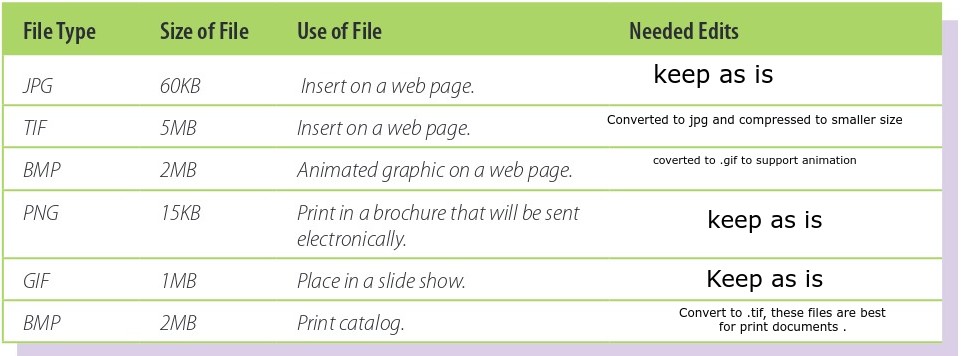 File Type Size of File Use of File Needed Edits
JPG 60KB Insert on a web page. keep as is
TIF 5MB Insert on a web page. Converted to jpg and compressed to smaller size
BMP 2MB Animated graphic on a web page. coverted to .gif to support animation
PNG 15KB Print in a brochure that will be sent keep as is
electronically.
GIF 1MB Place in a slide show. Keep as is
BMP 2MB Print catalog. Convert to .tif, these files are best
for print documents .